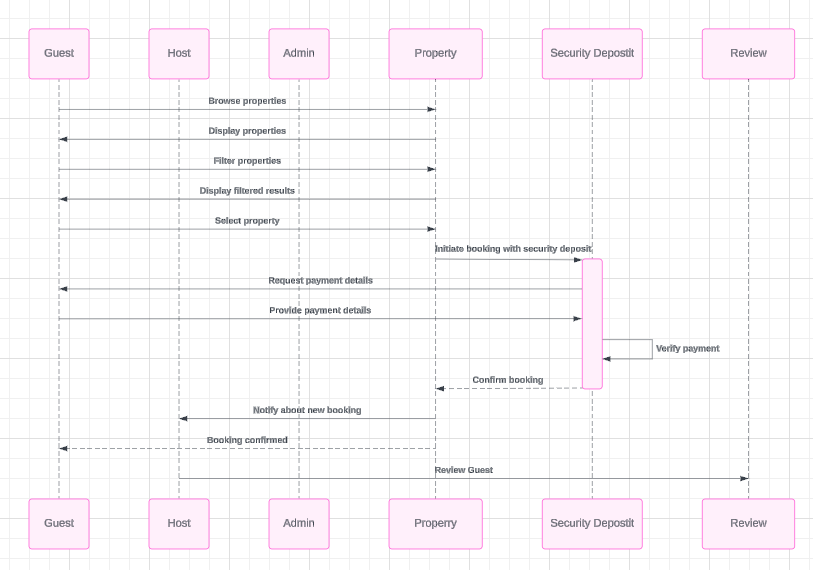 Guest Host Admin Property Security Depostit Review
Browse properties
Display properties
Filter properties
Display filtered results
Select property
Initiate booking with security deposit
Request payment details
Provide payment details
Verify payment
Confirm booking
Notify about new booking
Booking confirmed
Review Guest
Guest Host Admin Properry Security Depostit Review